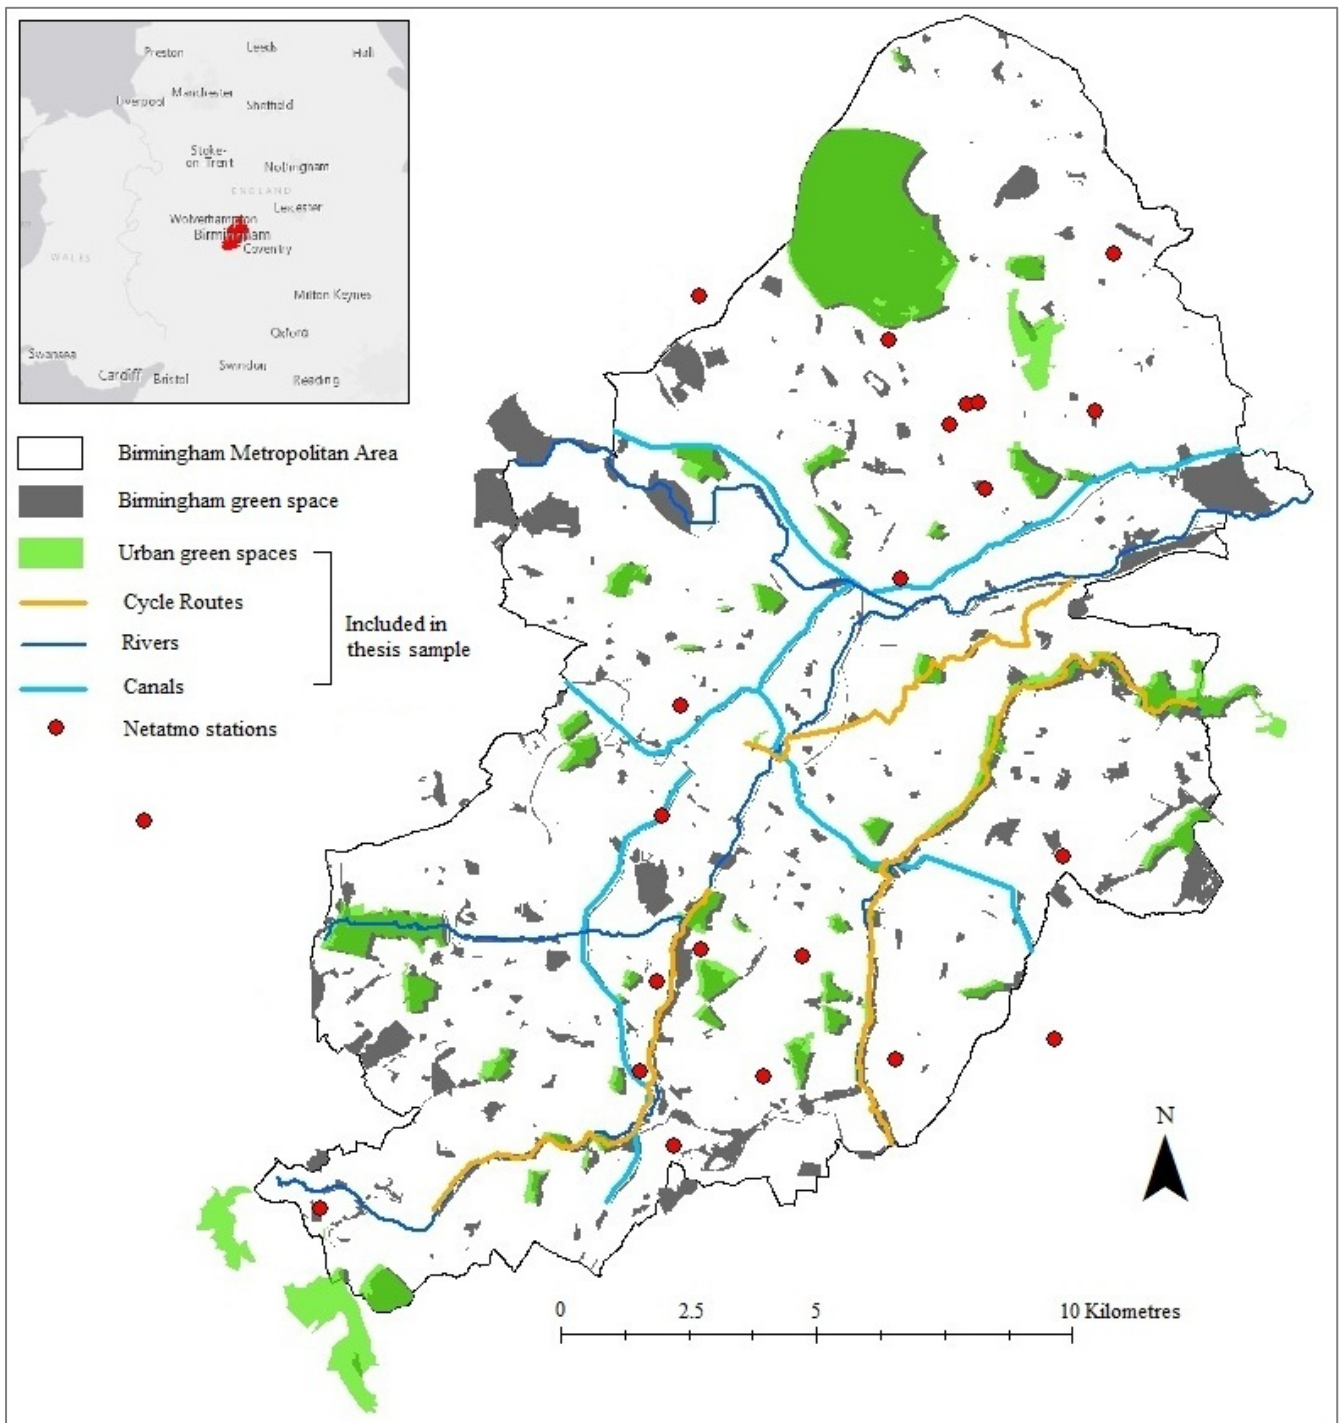 Preston
Leeds
Hull
Liverpool
Manchester
Sheffield
Stoke-
on Trent
Nottingham
ENGLAND
Leicester
Wolverhampton
Birmingham
Coventry
WALES
Milton Keynes
Oxford
Swansea
Cardiff
Bristol
Swindon
Reading
Birmingham Metropolitan Area
Birmingham green space
Urban green spaces
Cycle Routes
Rivers
Canals
Netatmo stations
Included in
thesis sample
N
0 2.5 5 10 Kilometres